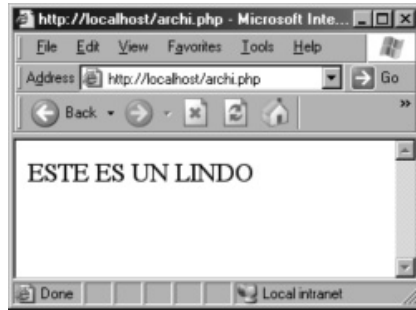 http://localhost/archi.php - Microsoft Inte...
File Edit View Favorites Tools Help
Address http://localhost/archi.php Go
Back »
ESTE ES UN LINDO
Done Local intranet